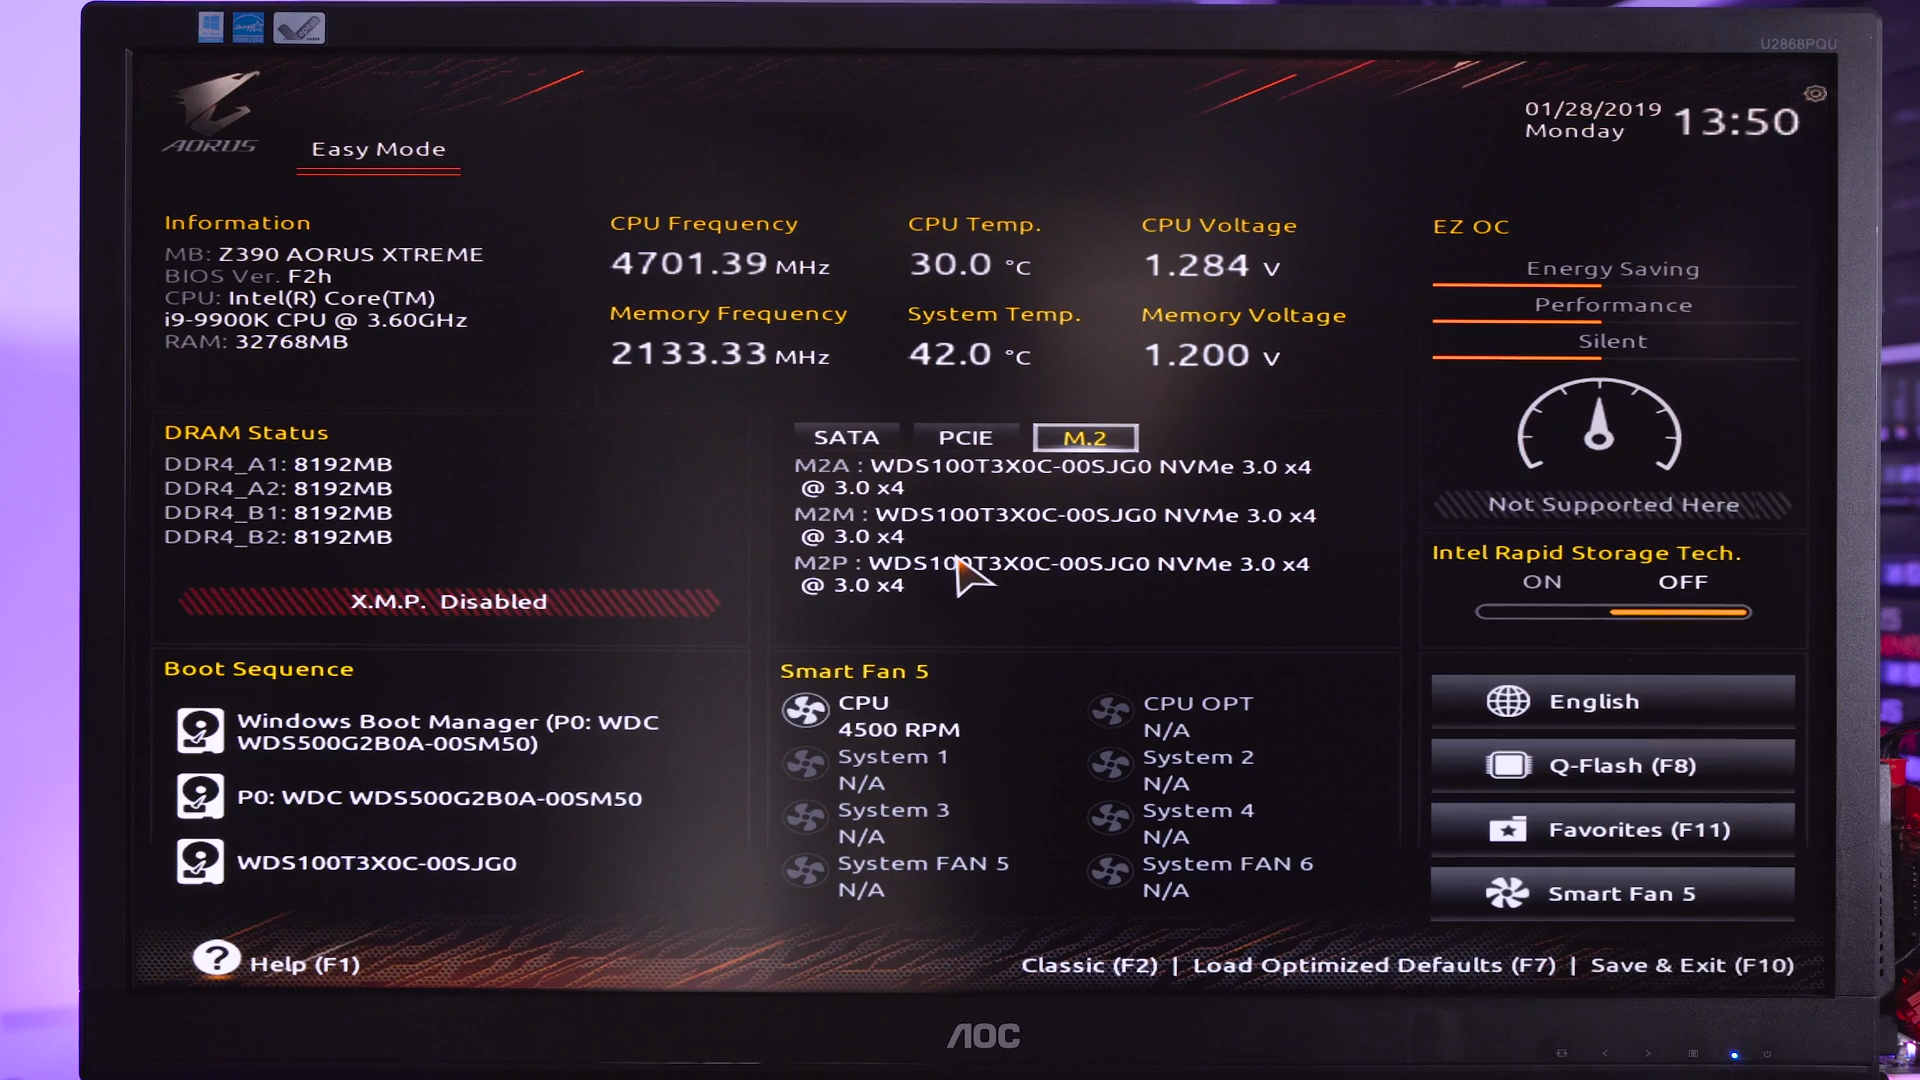 U2868PQU
AORUS
Easy Mode
01/28/2019
Monday
13:50
Information
MB: Z390 AORUS XTREME
BIOS Ver. F2h
CPU: Intel(R) Core(TM)
i9-9900K CPU @ 3.60GHz
RAM: 32768MB
CPU Frequency
4701.39 MHz
CPU Temp.
30.0 °C
CPU Voltage
1.284 V
Memory Frequency
2133.33 MHz
System Temp.
42.0 °C
Memory Voltage
1.200 V
EZ OC
Energy Saving
Performance
Silent
Not Supported Here
DRAM Status
DDR4_A1: 8192MB
DDR4_A2: 8192MB
DDR4_B1: 8192MB
DDR4_B2: 8192MB
X.M.P. Disabled
SATA PCIE M.2
M2A : WDS100T3X0C-00SJG0 NVMe 3.0 x4
@ 3.0 x4
M2M : WDS100T3X0C-00SJG0 NVMe 3.0 x4
@ 3.0 x4
M2P : WDS100T3X0C-00SJG0 NVMe 3.0 x4
@ 3.0 x4
Intel Rapid Storage Tech.
ON OFF
Boot Sequence
Windows Boot Manager (P0: WDC
WDS500G2B0A-00SM50)
P0: WDC WDS500G2B0A-00SM50
WDS100T3X0C-00SJG0
Smart Fan 5
CPU
4500 RPM
CPU OPT
N/A
System 1
N/A
System 2
N/A
System 3
N/A
System 4
N/A
System FAN 5
N/A
System FAN 6
N/A
English
Q-Flash (F8)
Favorites (F11)
Smart Fan 5
Help (F1)
Classic (F2) | Load Optimized Defaults (F7) | Save & Exit (F10)
AOC